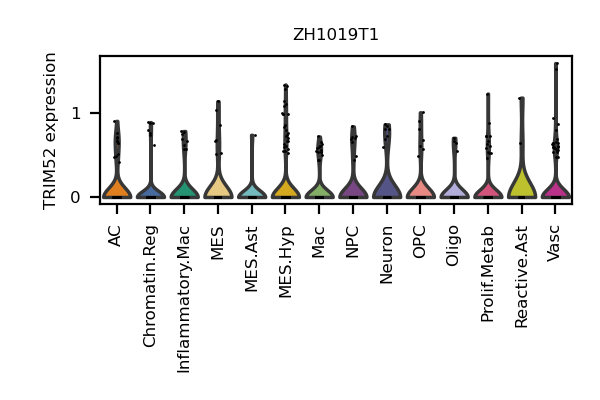 ZH1019T1
TRIM52 expression
1
0
AC
Chromatin.Reg
Inflammatory.Mac
MES
MES.Ast
MES.Hyp
Mac
NPC
Neuron
OPC
Oligo
Prolif.Metab
Reactive.Ast
Vasc